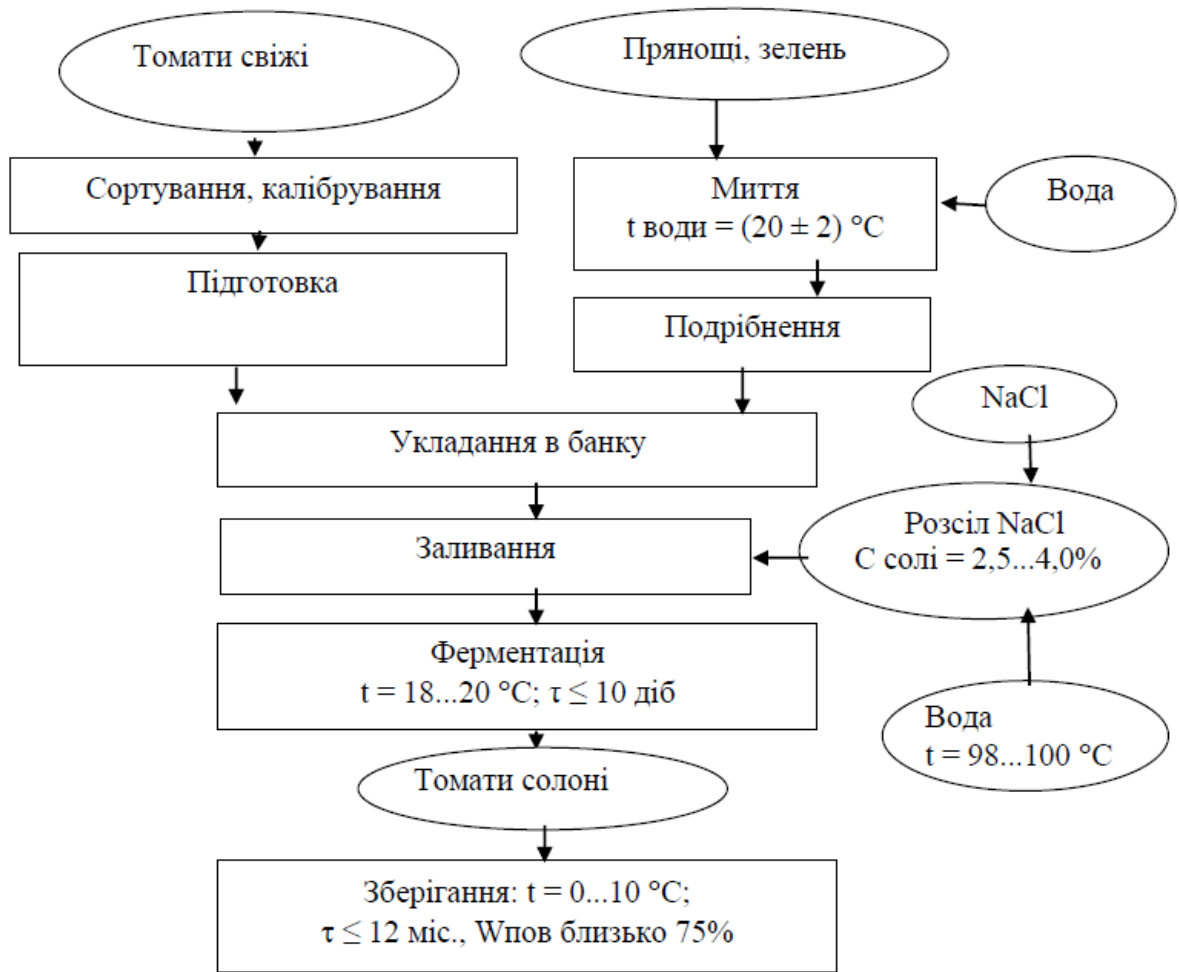 Томати свіжі
Прянощі, зелень
Сортування, калібрування
Миття
t води = (20 ± 2) °C
Вода
Підготовка
Подрібнення
NaCl
Укладання в банку
Розсіл NaCl
С солі = 2,5...4,0%
Заливання
Ферментація
t = 18...20 °C; τ ≤ 10 діб
Вода
t = 98...100 °C
Томати солоні
Зберігання: t = 0...10 °C;
τ ≤ 12 міс., Wпов близько 75%